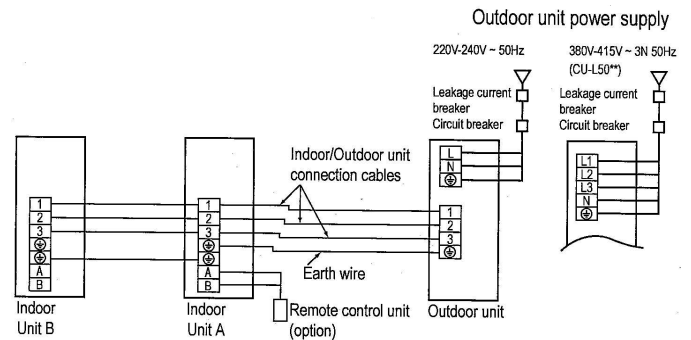 Outdoor unit power supply
220V-240V ~ 50Hz
380V-415V ~ 3N 50Hz
(CU-L50**)
Leakage current
breaker
Circuit breaker
Leakage current
breaker
Circuit breaker
L
N
L1
L2
L3
N
Indoor/Outdoor unit
connection cables
1
2
3
A
B
1
2
3
A
B
1
2
3
Earth wire
Remote control unit
(option)
Indoor
Unit B
Indoor
Unit A
Outdoor unit